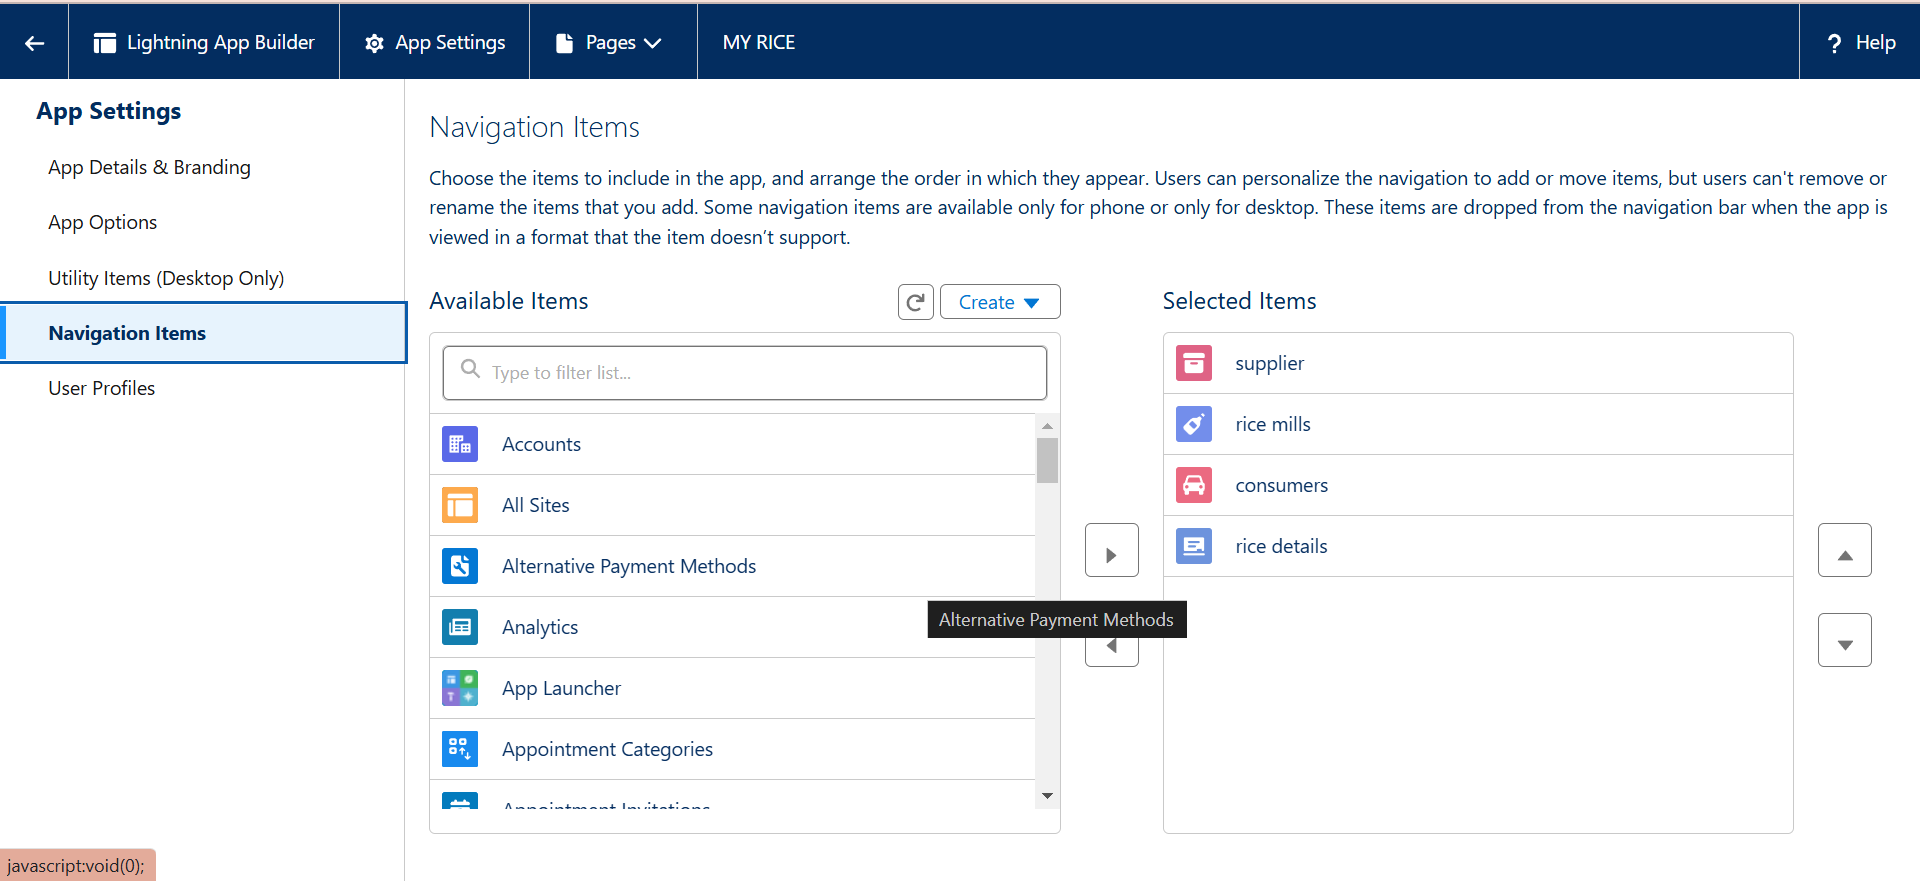 Lightning App Builder
App Settings
Pages
MY RICE
? Help
App Settings
App Details & Branding
App Options
Utility Items (Desktop Only)
Navigation Items
User Profiles
Navigation Items
Choose the items to include in the app, and arrange the order in which they appear. Users can personalize the navigation to add or move items, but users can't remove or
rename the items that you add. Some navigation items are available only for phone or only for desktop. These items are dropped from the navigation bar when the app is
viewed in a format that the item doesn’t support.
Available Items
Create
Type to filter list...
Accounts
All Sites
Alternative Payment Methods
Analytics
App Launcher
Appointment Categories
Appointment Invitations
Alternative Payment Methods
Selected Items
supplier
rice mills
consumers
rice details
javascript:void(0);